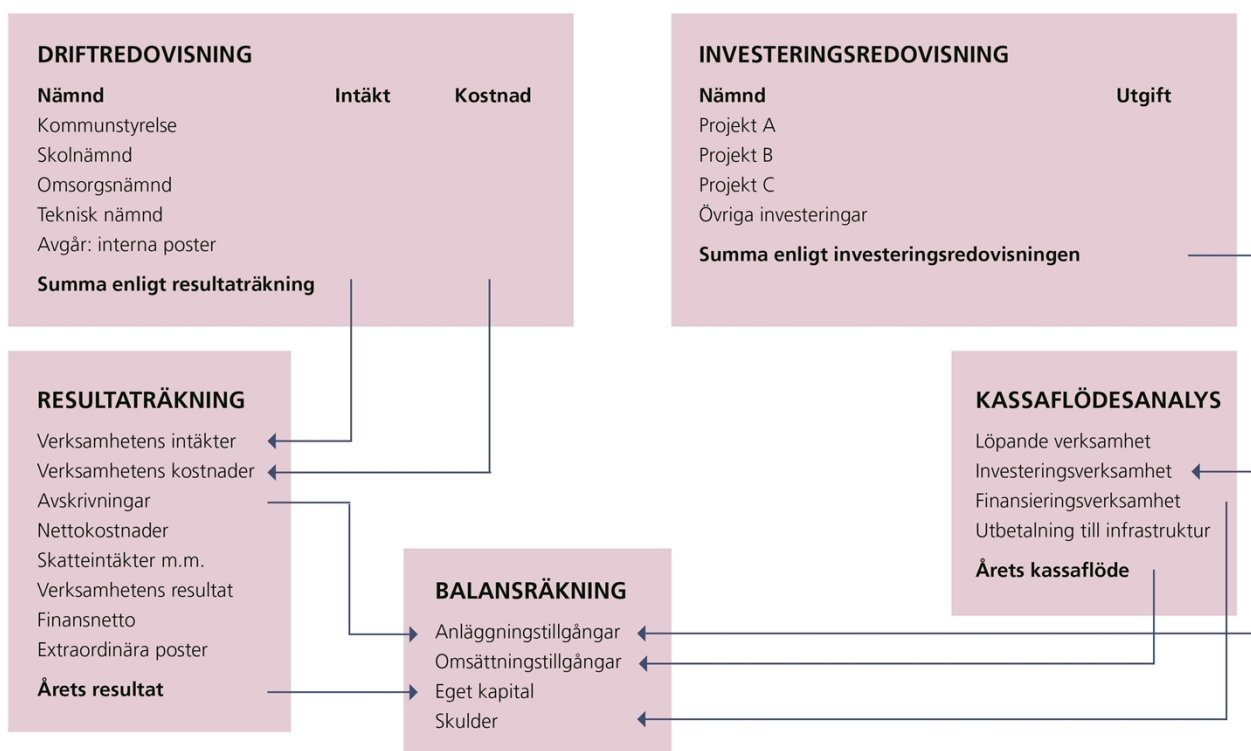 DRIFTREDOVISNING
Nämnd Intäkt Kostnad
Kommunstyrelse
Skolnämnd
Omsorgsnämnd
Teknisk nämnd
Avgår: interna poster
Summa enligt resultaträkning
INVESTERINGSREDOVISNING
Nämnd Utgift
Projekt A
Projekt B
Projekt C
Övriga investeringar
Summa enligt investeringsredovisningen
RESULTATRÄKNING
Verksamhetens intäkter
Verksamhetens kostnader
Avskrivningar
Nettokostnader
Skatteintäkter m.m.
Verksamhetens resultat
Finansnetto
Extraordinära poster
Årets resultat
BALANSRÄKNING
Anläggningstillgångar
Omsättningstillgångar
Eget kapital
Skulder
KASSAFLÖDESANALYS
Löpande verksamhet
Investeringsverksamhet
Finansieringsverksamhet
Utbetalning till infrastruktur
Årets kassaflöde